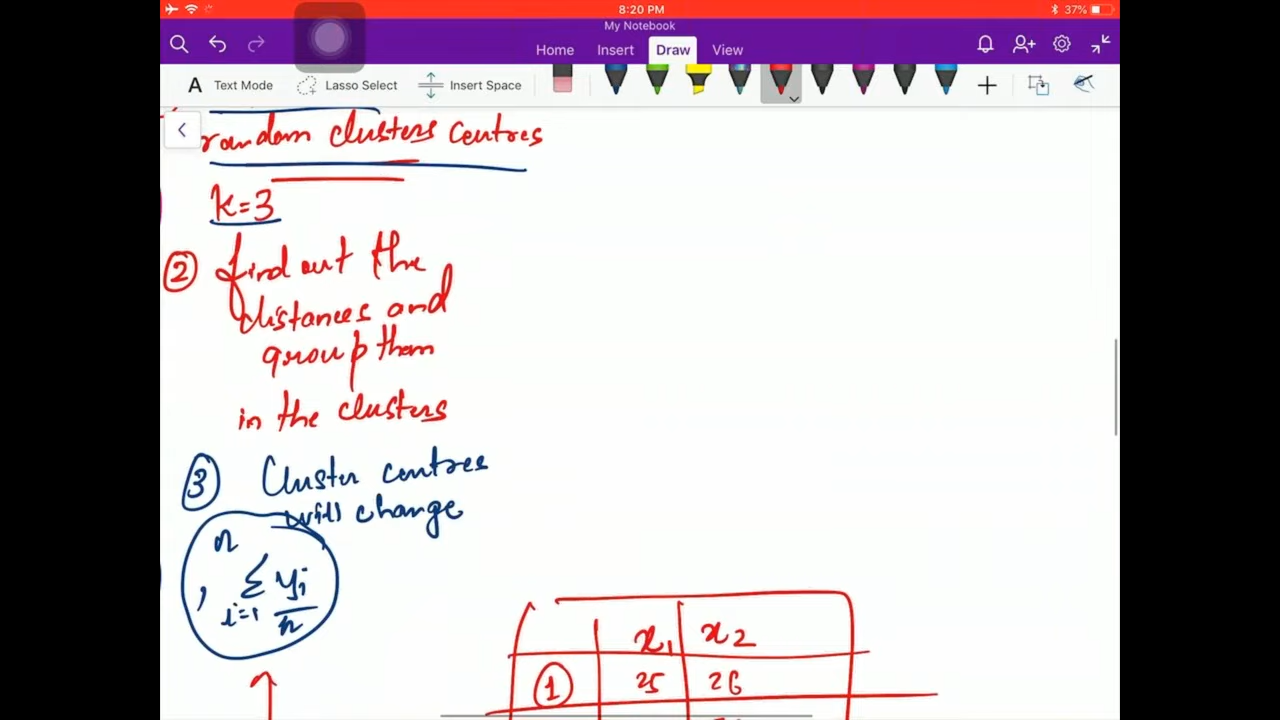 8:20 PM
37%
My Notebook
Home Insert Draw View
Text Mode Lasso Select Insert Space
random clusters centres
K=3
② find out the
distances and
group them
in the clusters
③ Cluster centres
will change
, n Σ i=1 yi/n
x1 x2
① 25 26